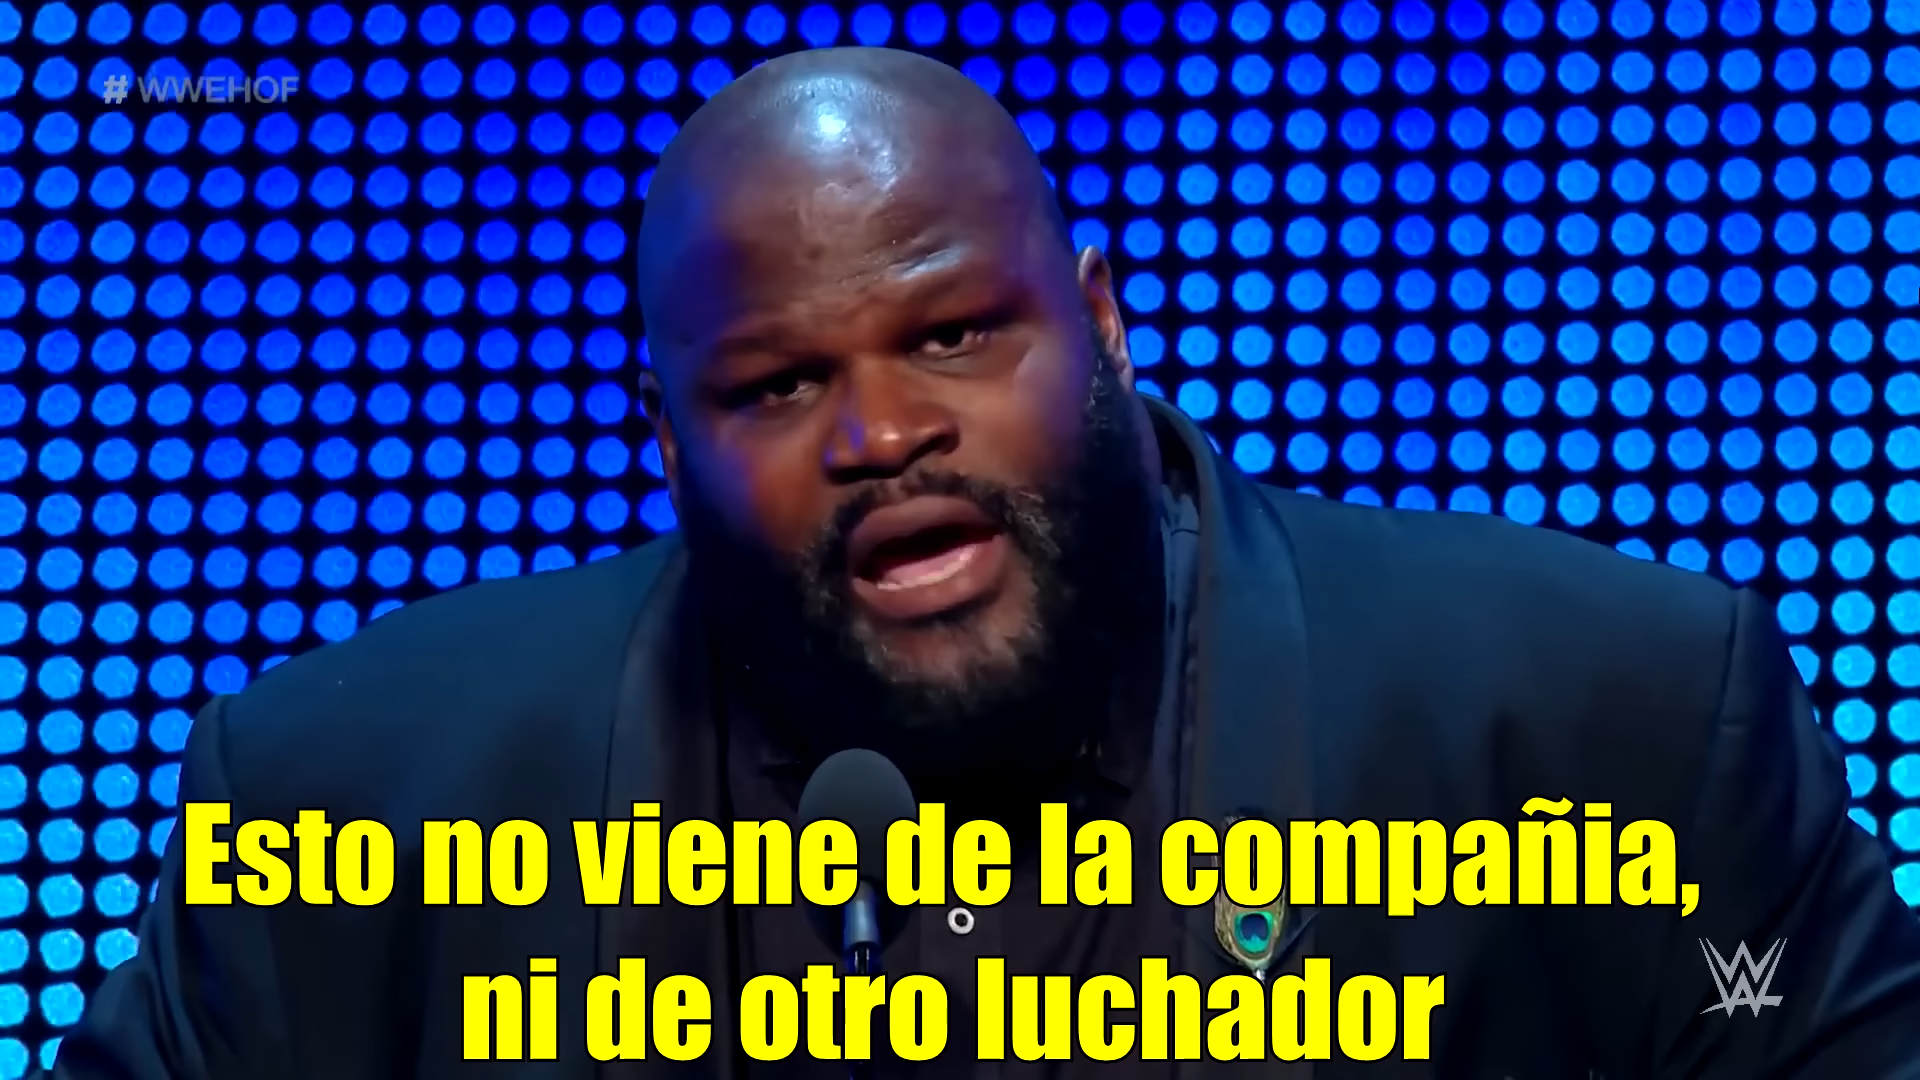 # WWEHOF
Esto no viene de la compañia,
ni de otro luchador